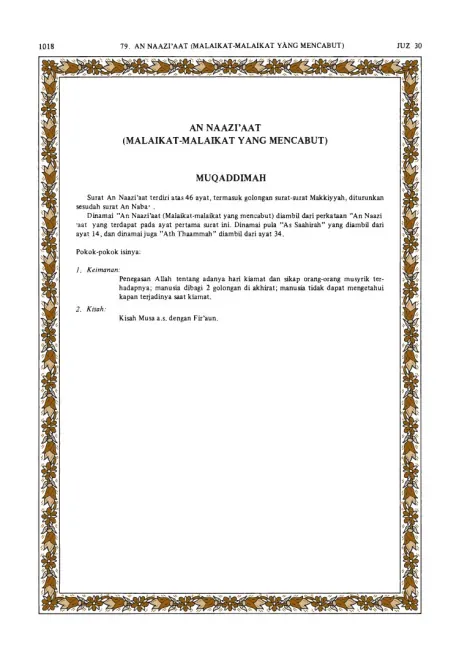 1018 79. AN NAAZI'AAT (MALAIKAT-MALAIKAT YANG MENCABUT) JUZ 30
AN NAAZI'AAT
(MALAIKAT-MALAIKAT YANG MENCABUT)
MUQADDIMAH
Surat An Naazi'aat terdiri atas 46 ayat, termasuk golongan surat-surat Makkiyyah, diturunkan
sesudah surat An Naba' .
Dinamai "An Naazi'aat (Malaikat-malaikat yang mencabut) diambil dari perkataan "An Naazi
'aat yang terdapat pada ayat pertama surat ini. Dinamai pula "As Saahirah" yang diambil dari
ayat 14, dan dinamai juga "Ath Thaammah" diambil dari ayat 34.
Pokok-pokok isinya:
1. Keimanan:
Penegasan Allah tentang adanya hari kiamat dan sikap orang-orang musyrik ter-
hadapnya; manusia dibagi 2 golongan di akhirat; manusia tidak dapat mengetahui
kapan terjadinya saat kiamat.
2. Kisah:
Kisah Musa a.s. dengan Fir'aun.